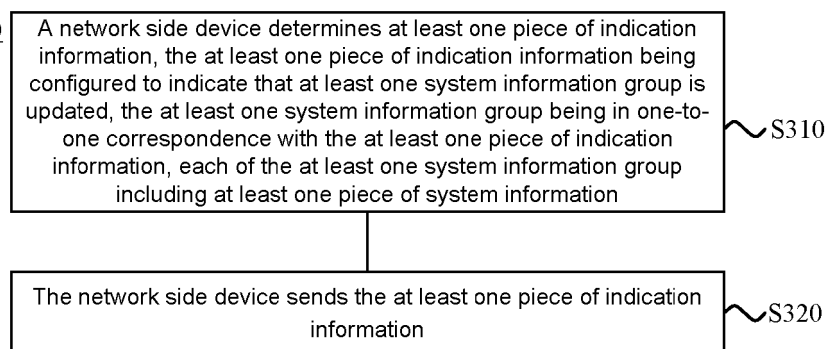 A network side device determines at least one piece of indication
information, the at least one piece of indication information being
configured to indicate that at least one system information group is
updated, the at least one system information group being in one-to-
one correspondence with the at least one piece of indication
information, each of the at least one system information group
including at least one piece of system information
S310
The network side device sends the at least one piece of indication
information
S320